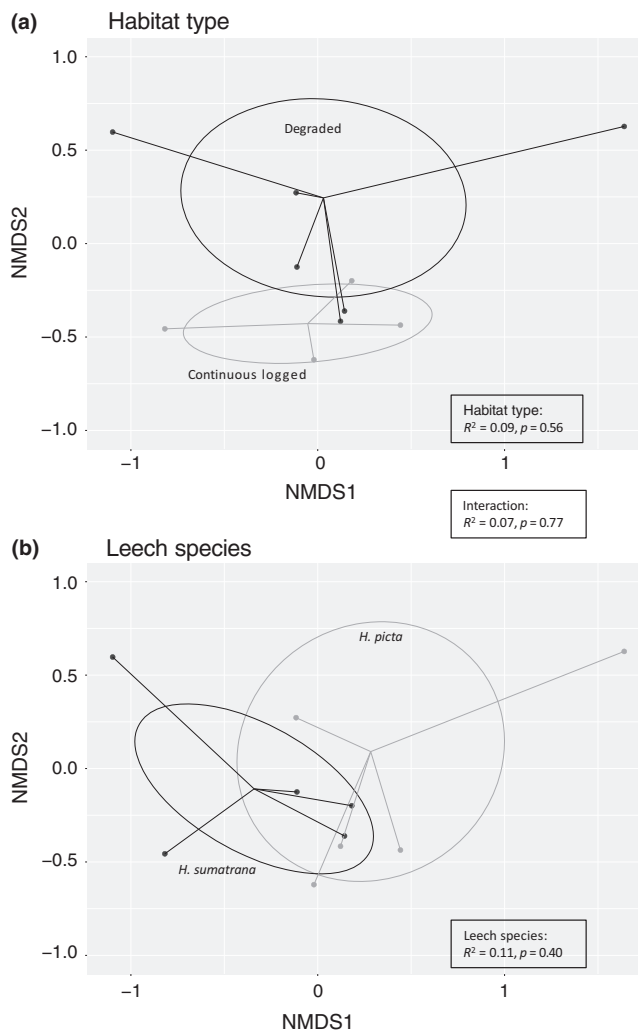 (a) Habitat type
1.0
Degraded
0.5
NMDS2
0.0
−0.5
Continuous logged
Habitat type:
R² = 0.09, p = 0.56
−1.0
−1 0 1
NMDS1
Interaction:
R² = 0.07, p = 0.77
(b) Leech species
1.0
H. picta
0.5
NMDS2
0.0
−0.5
H. sumatrana
Leech species:
R² = 0.11, p = 0.40
−1.0
−1 0 1
NMDS1